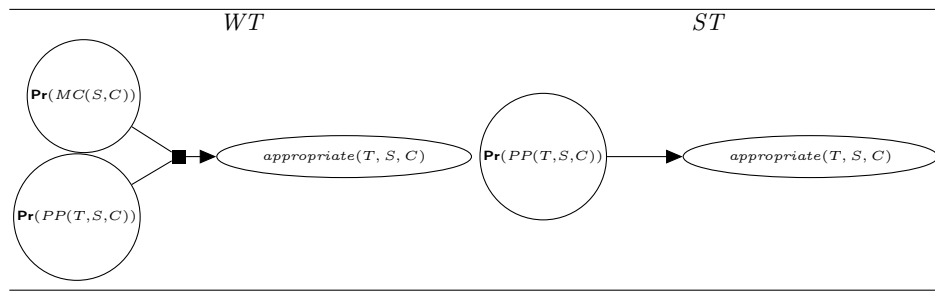 WT ST
Pr(MC(S,C))
appropriate(T, S, C) Pr(PP(T,S,C)) appropriate(T, S, C)
Pr(PP(T,S,C))